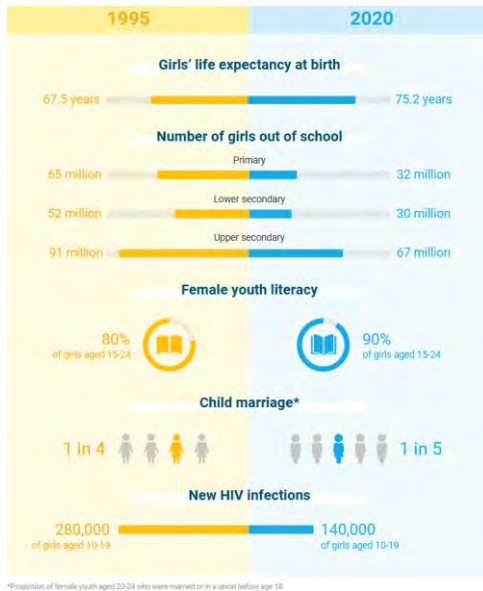 1995 2020
Girls' life expectancy at birth
67.5 years 75.2 years
Number of girls out of school
Primary
65 million 32 million
Lower secondary
52 million 30 million
Upper secondary
91 million 67 million
Female youth literacy
80% 90%
of girls aged 15-24 of girls aged 15-24
Child marriage*
1 in 4 1 in 5
New HIV infections
280,000 140,000
of girls aged 10-19 of girls aged 10-19
*Proportion of female youth aged 20-24 who were married or in a union before age 18